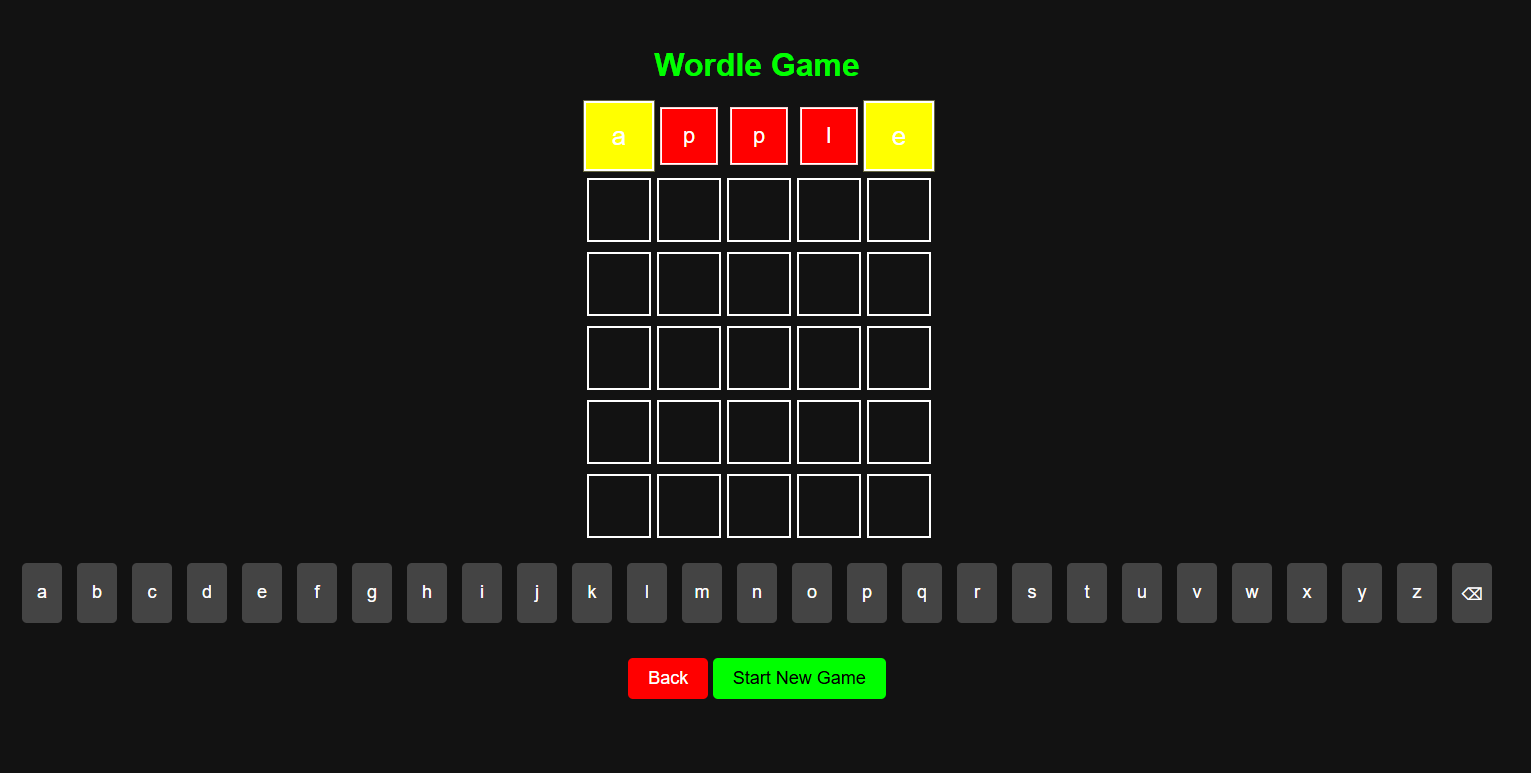 Wordle Game
a p p l e
a b c d e f g h i j k l m n o p q r s t u v w x y z ⌫
Back Start New Game